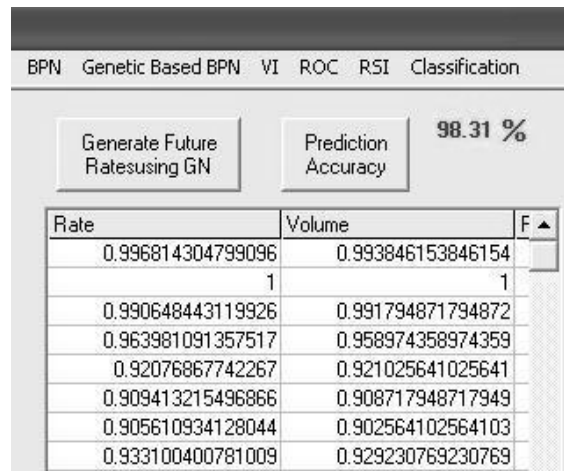 BPN Genetic Based BPN VI ROC RSI Classification
Generate Future
Ratesusing GN
Prediction
Accuracy
98.31 %
Rate Volume F
0.996814304799096 0.993846153846154
1 1
0.990648443119926 0.991794871794872
0.963981091357517 0.958974358974359
0.92076867742267 0.921025641025641
0.909413215496866 0.908717948717949
0.905610934128044 0.902564102564103
0.933100400781009 0.929230769230769